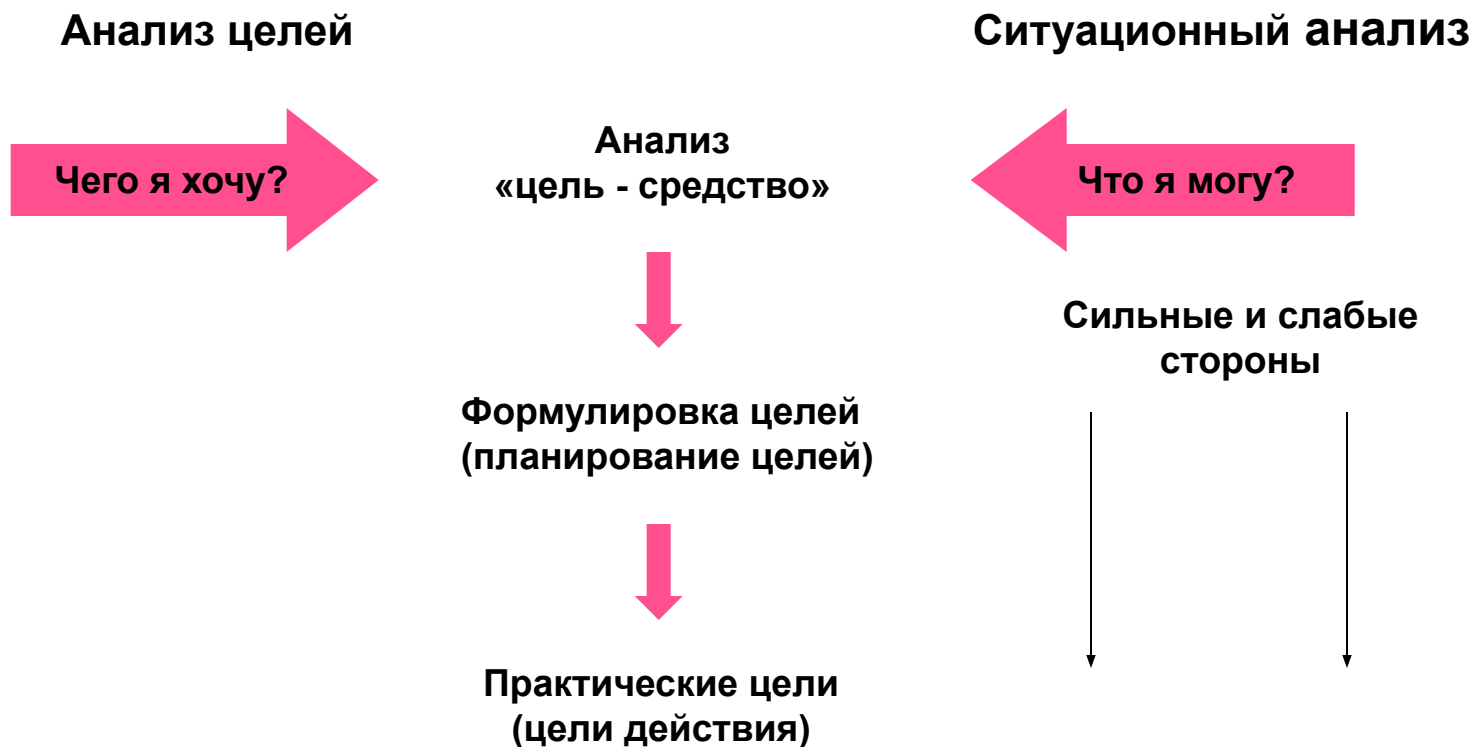 Анализ целей
Ситуационный анализ
Чего я хочу?
Анализ
«цель - средство»
Что я могу?
Сильные и слабые
стороны
Формулировка целей
(планирование целей)
Практические цели
(цели действия)